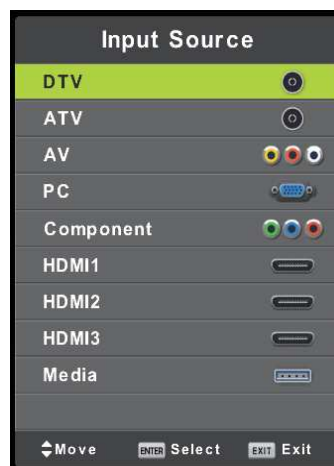 Input Source
DTV
ATV
AV
PC
Component
HDMI1
HDMI2
HDMI3
Media
Move ENTER Select EXIT Exit